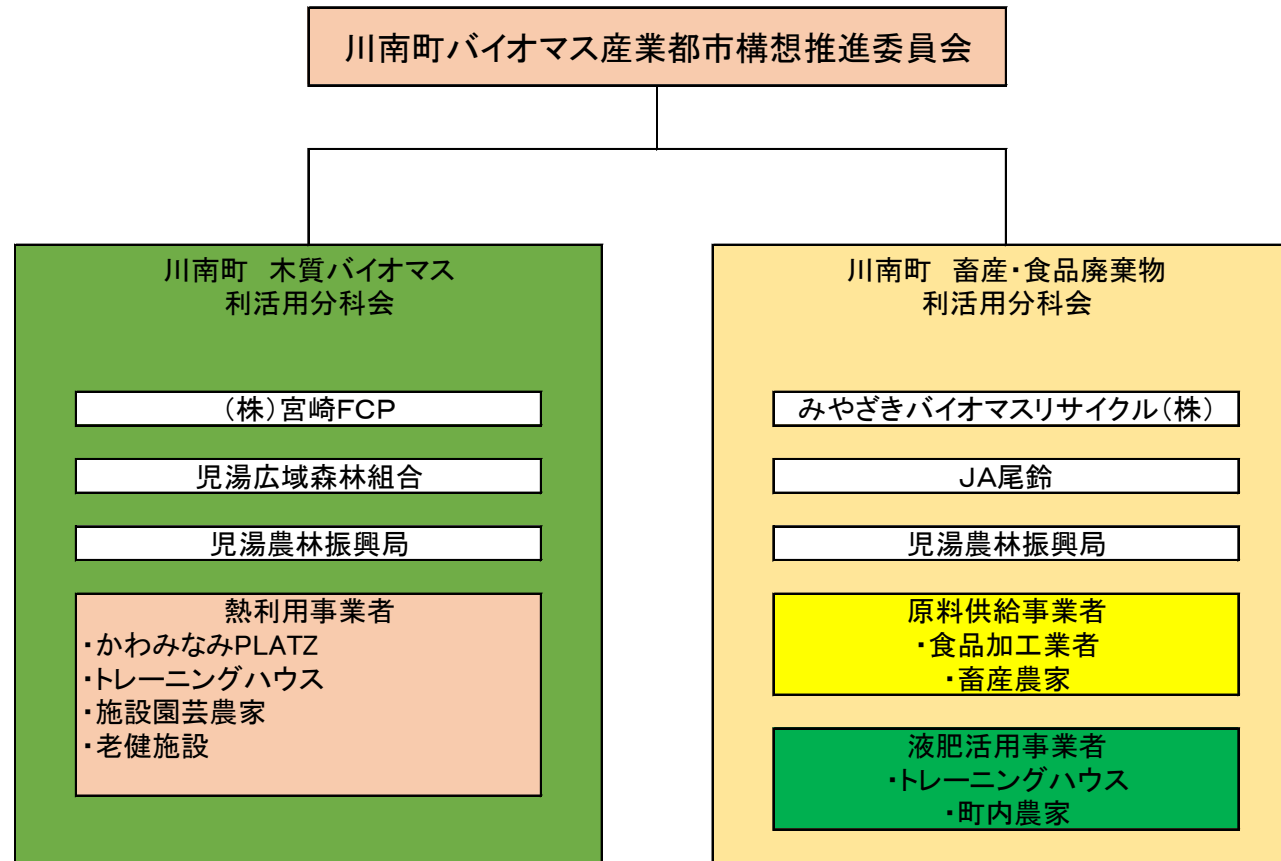 川南町バイオマス産業都市構想推進委員会
川南町　木質バイオマス
利活用分科会
（株）宮崎FCP
児湯広域森林組合
児湯農林振興局
熱利用事業者
・かわみなみPLATZ
・トレーニングハウス
・施設園芸農家
・老健施設
川南町　畜産・食品廃棄物
利活用分科会
みやざきバイオマスリサイクル（株）
JA尾鈴
児湯農林振興局
原料供給事業者
・食品加工業者
・畜産農家
液肥活用事業者
・トレーニングハウス
・町内農家